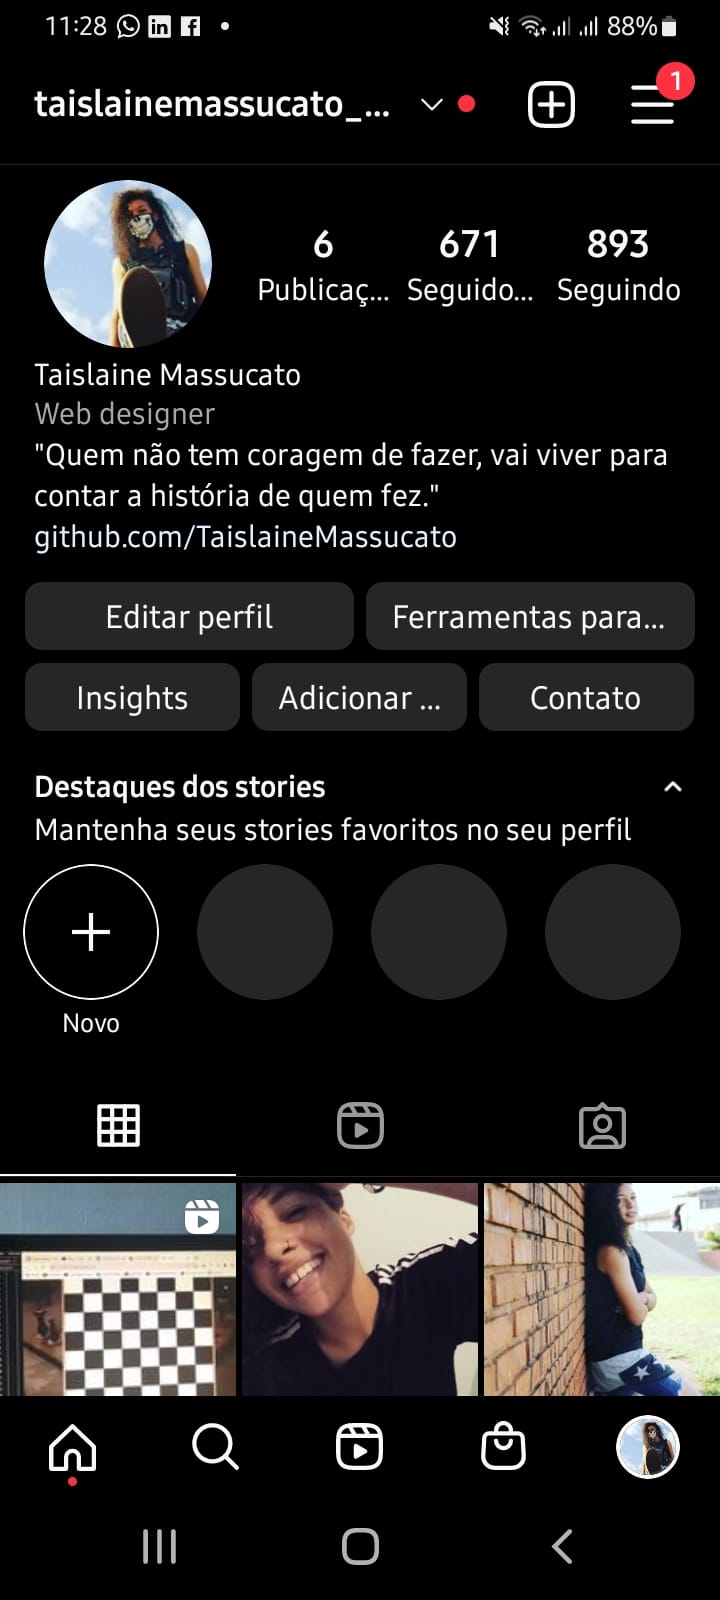 11:28
88%
taislainemassucato_...
1
6
671
893
Publicaç...
Seguido...
Seguindo
Taislaine Massucato
Web designer
"Quem não tem coragem de fazer, vai viver para
contar a história de quem fez."
github.com/TaislaineMassucato
Editar perfil
Ferramentas para...
Insights
Adicionar ...
Contato
Destaques dos stories
Mantenha seus stories favoritos no seu perfil
Novo